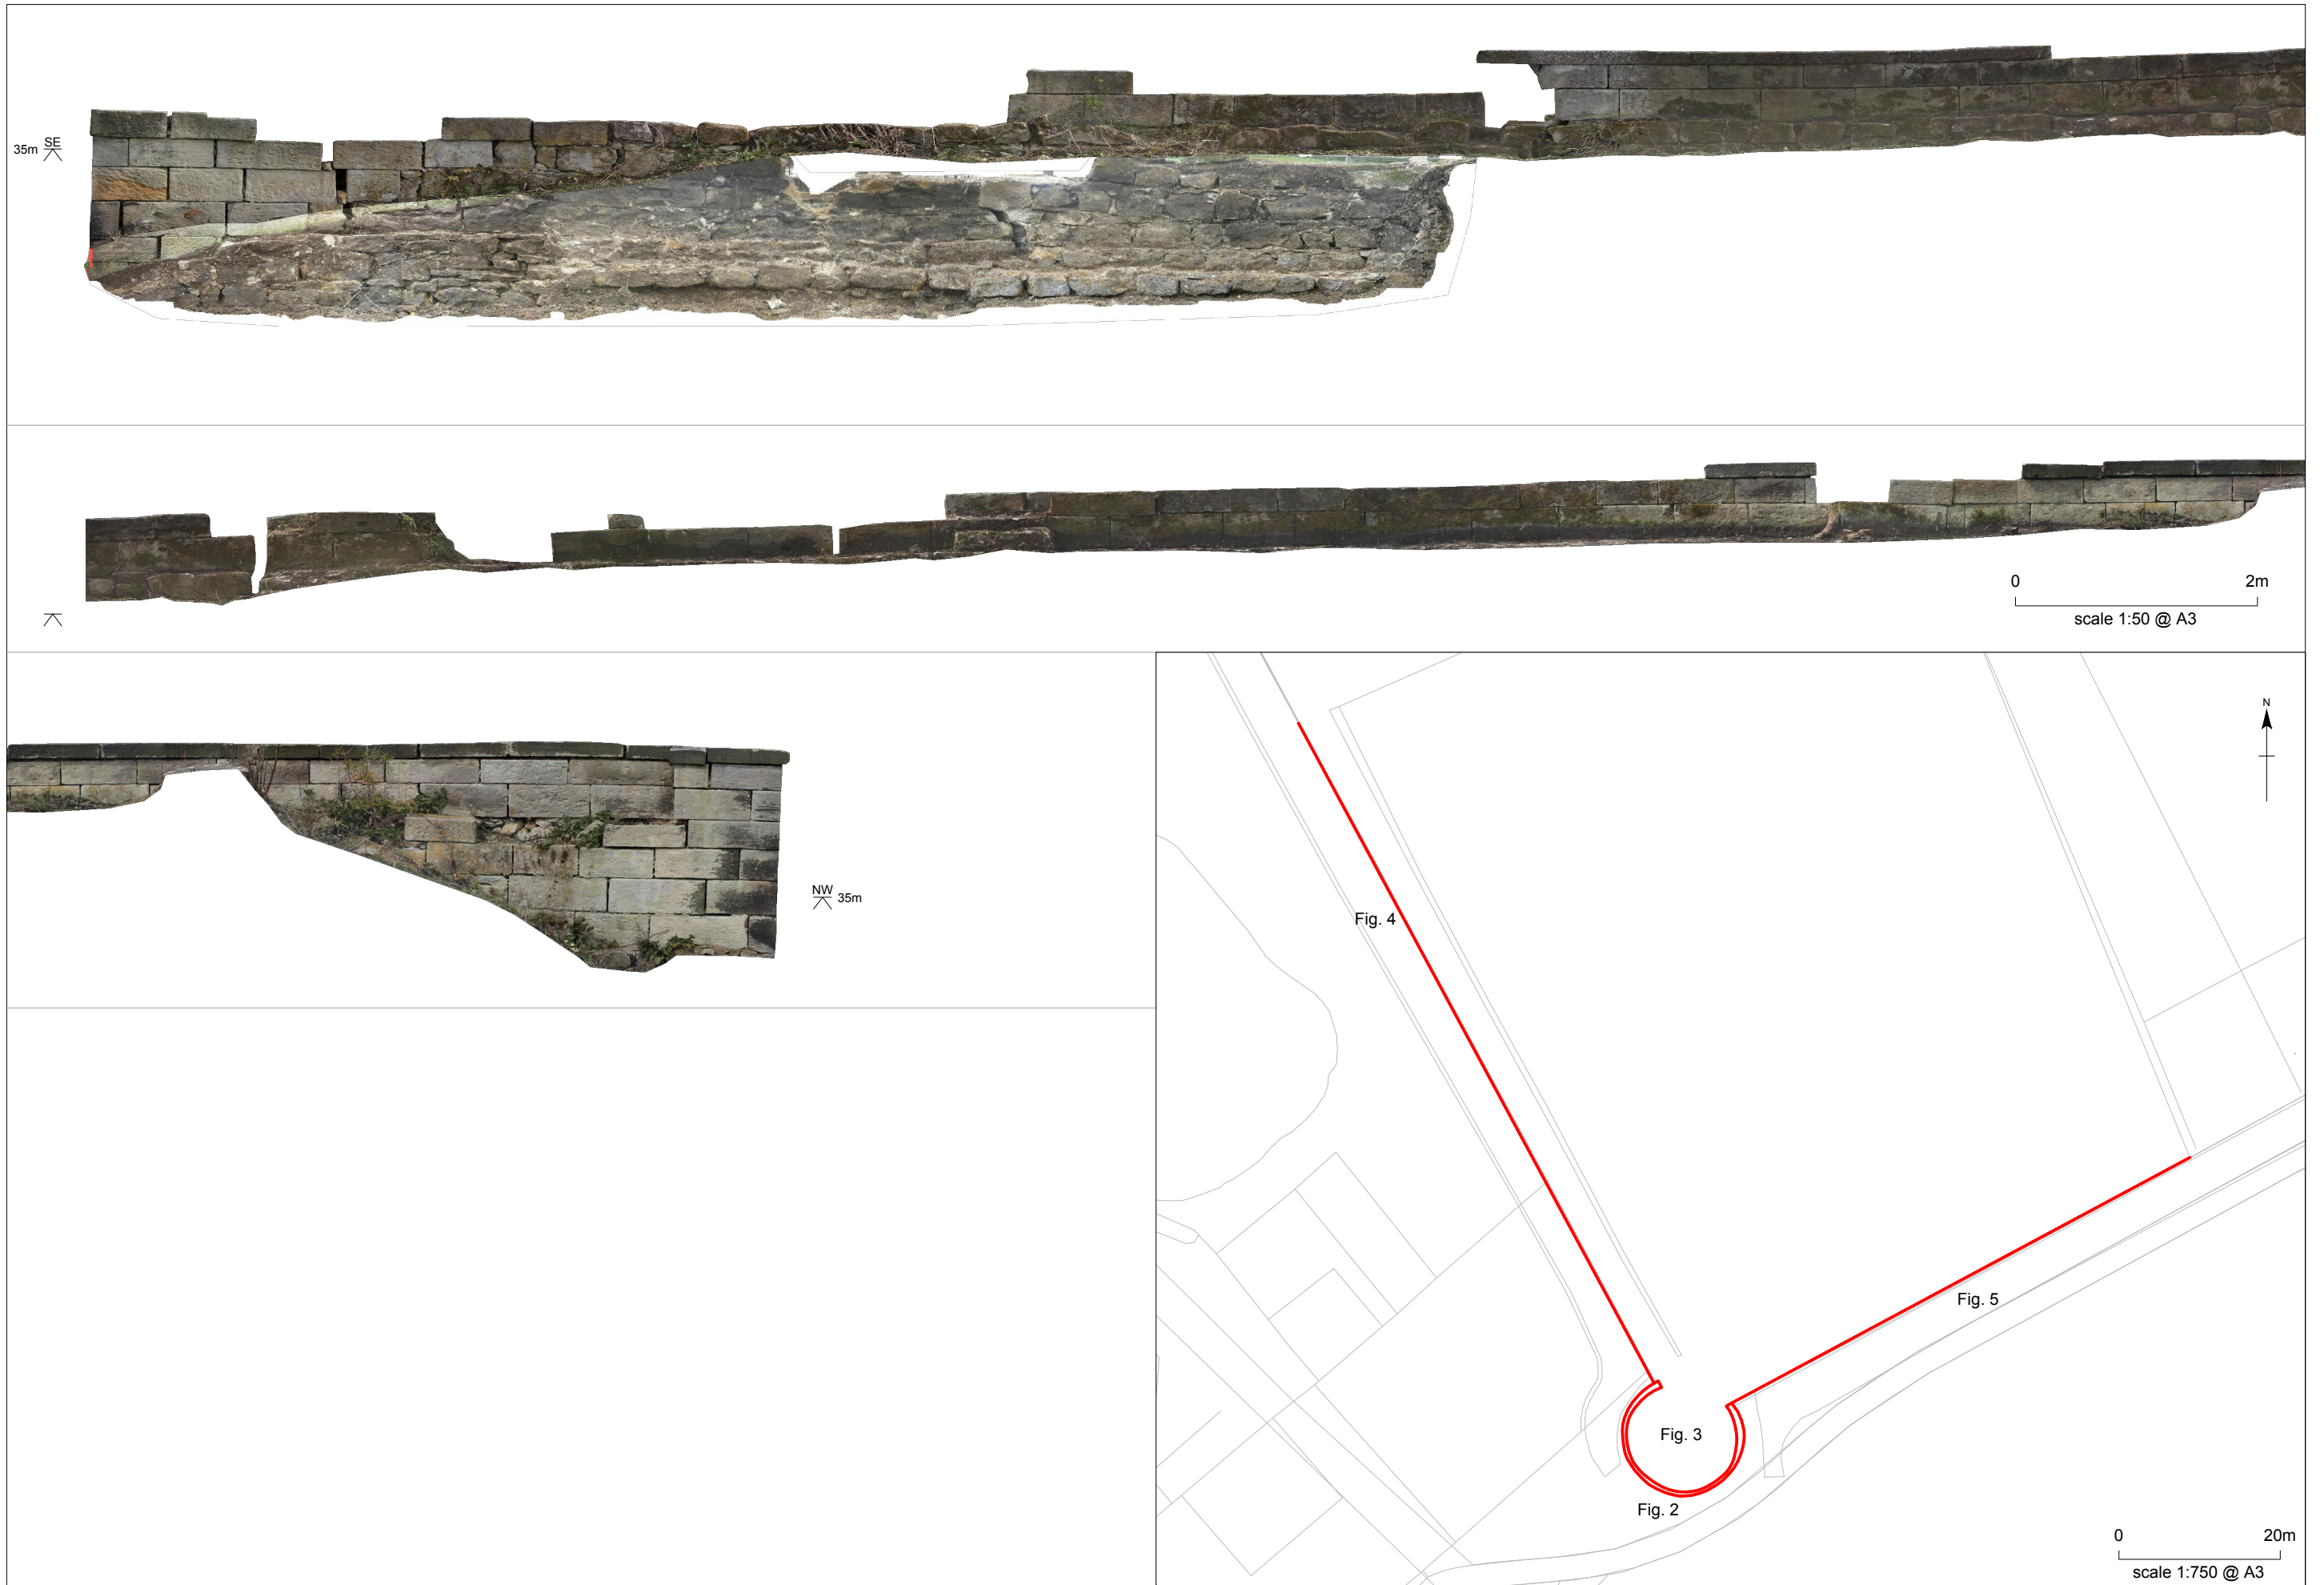 SE
35m
0 2m
scale 1:50 @ A3
NW
35m
N
Fig. 4
Fig. 5
Fig. 3
Fig. 2
0 20m
scale 1:750 @ A3